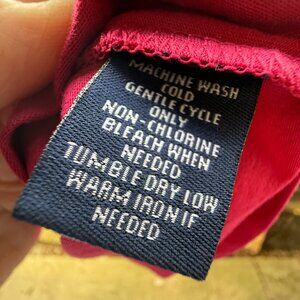 MACHINE WASH
COLD
GENTLE CYCLE
ONLY
NON-CHLORINE
BLEACH WHEN
NEEDED
TUMBLE DRY LOW
WARM IRON IF
NEEDED